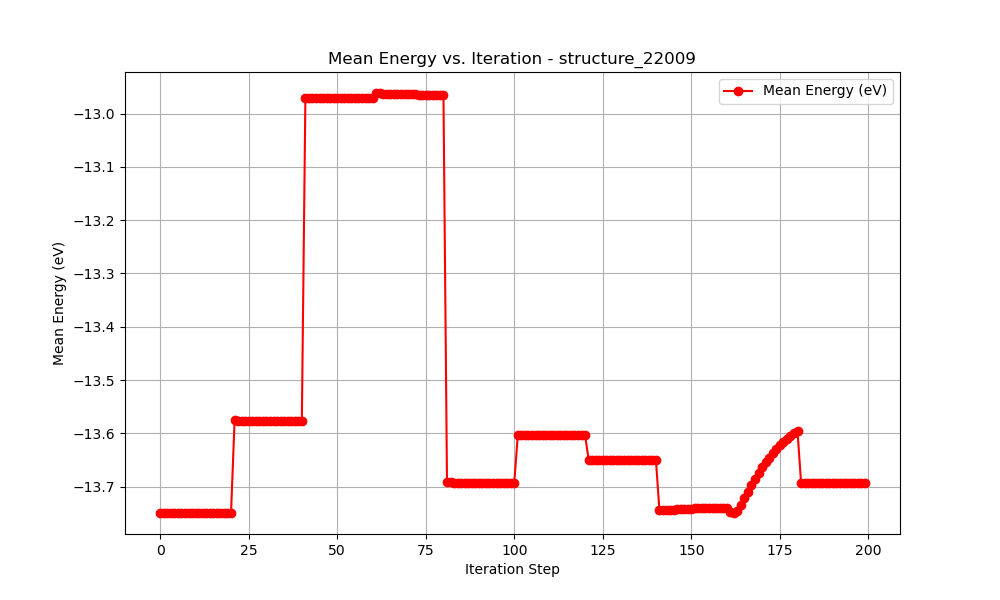 Mean Energy vs. Iteration - structure_22009
Mean Energy (eV)
−13.0
−13.1
−13.2
−13.3
−13.4
−13.5
−13.6
−13.7
Mean Energy (eV)
0 25 50 75 100 125 150 175 200
Iteration Step